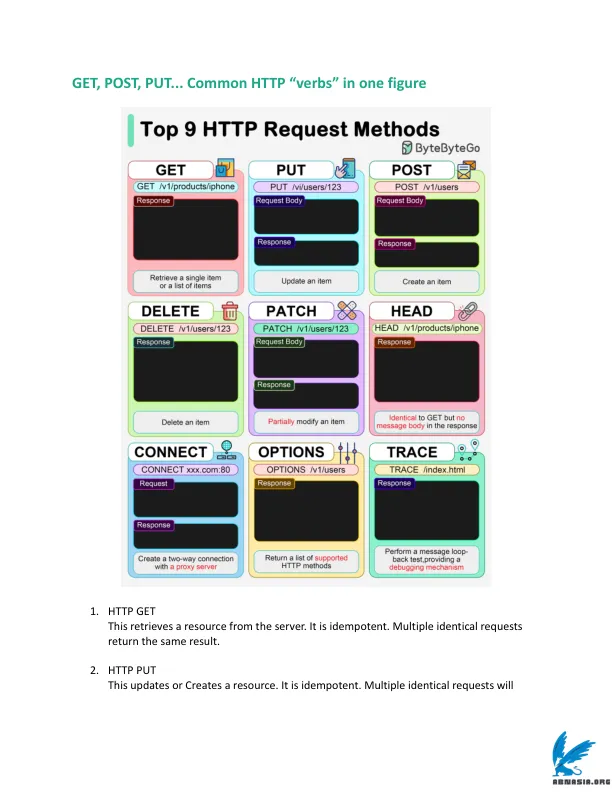 GET, POST, PUT... Common HTTP “verbs” in one figure
Top 9 HTTP Request Methods
ByteByteGo
GET
GET /v1/products/iphone
Response
Retrieve a single item
or a list of items
PUT
PUT /vi/users/123
Request Body
Response
Update an item
POST
POST /v1/users
Request Body
Response
Create an item
DELETE
DELETE /v1/users/123
Response
Delete an item
PATCH
PATCH /v1/users/123
Request Body
Response
Partially modify an item
HEAD
HEAD /v1/products/iphone
Response
Identical to GET but no
message body in the response
CONNECT
CONNECT xxx.com:80
Request
Response
Create a two-way connection
with a proxy server
OPTIONS
OPTIONS /v1/users
Response
Return a list of supported
HTTP methods
TRACE
TRACE /index.html
Response
Perform a message loop-
back test,providing a
debugging mechanism
1. HTTP GET
This retrieves a resource from the server. It is idempotent. Multiple identical requests
return the same result.
2. HTTP PUT
This updates or Creates a resource. It is idempotent. Multiple identical requests will
ABNASIA.ORG